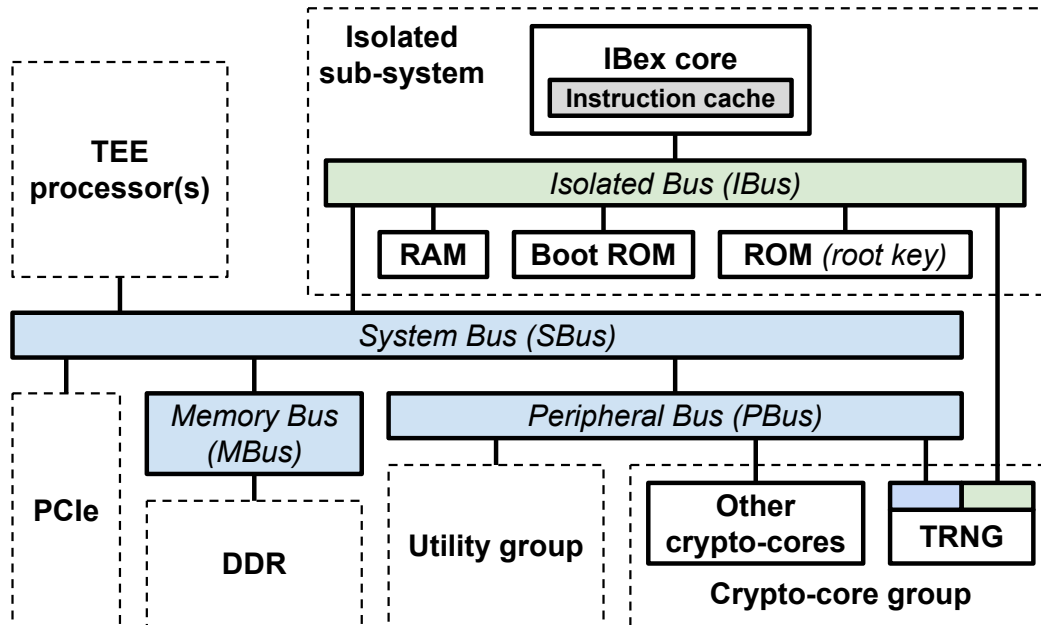 Isolated
sub-system
IBex core
Instruction cache
TEE
processor(s)
Isolated Bus (IBus)
RAM
Boot ROM
ROM (root key)
System Bus (SBus)
Memory Bus
(MBus)
Peripheral Bus (PBus)
PCIe
DDR
Utility group
Other
crypto-cores
TRNG
Crypto-core group